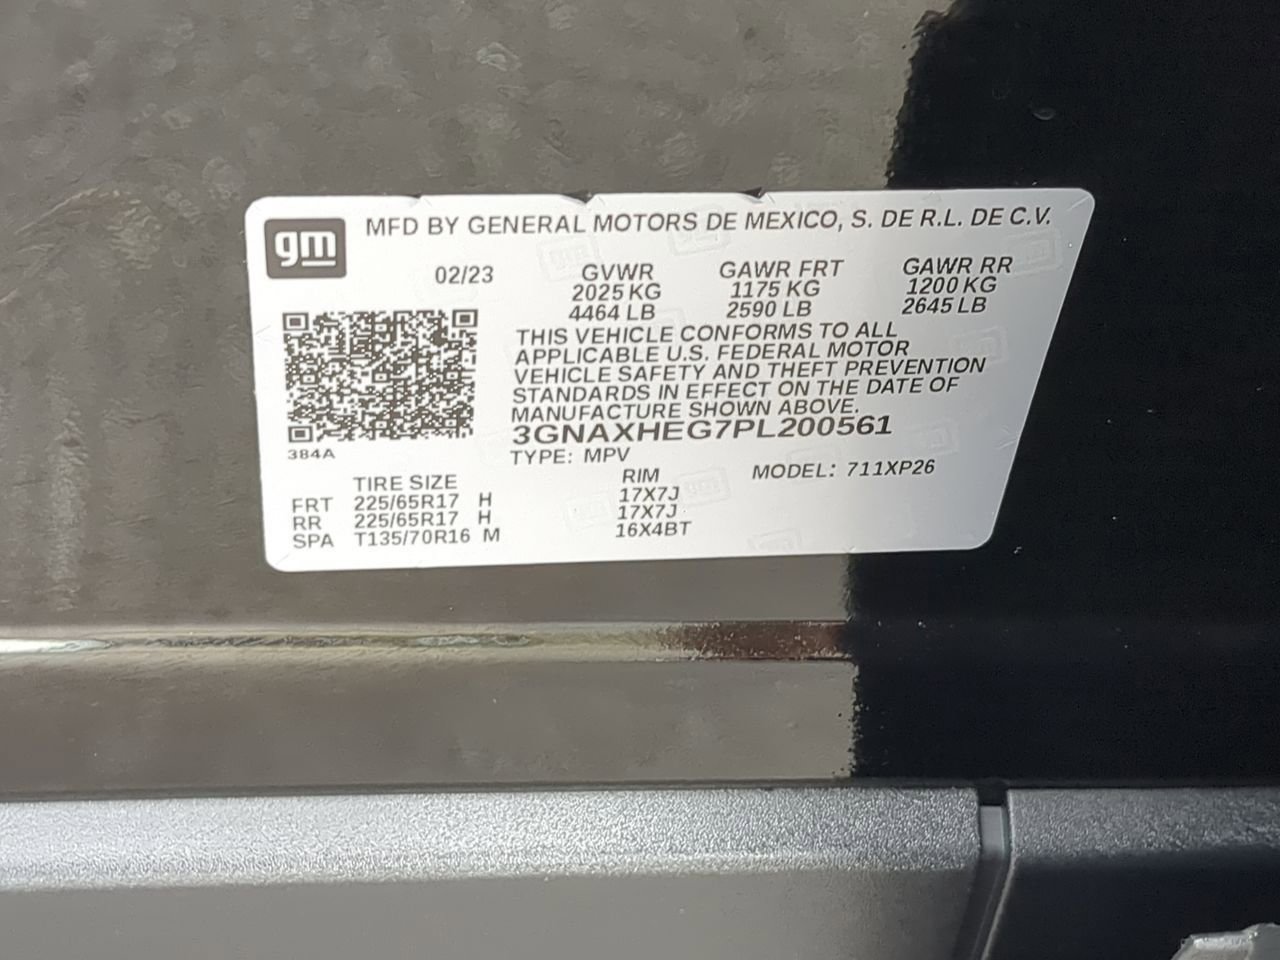 gm MFD BY GENERAL MOTORS DE MEXICO, S. DE R.L. DE C.V.
02/23 GVWR GAWR FRT GAWR RR
2025 KG 1175 KG 1200 KG
4464 LB 2590 LB 2645 LB
THIS VEHICLE CONFORMS TO ALL
APPLICABLE U.S. FEDERAL MOTOR
VEHICLE SAFETY AND THEFT PREVENTION
STANDARDS IN EFFECT ON THE DATE OF
MANUFACTURE SHOWN ABOVE.
3GNAXHEG7PL200561
384A
TYPE: MPV MODEL: 711XP26
TIRE SIZE RIM
FRT 225/65R17 H 17X7J
RR 225/65R17 H 17X7J
SPA T135/70R16 M 16X4BT